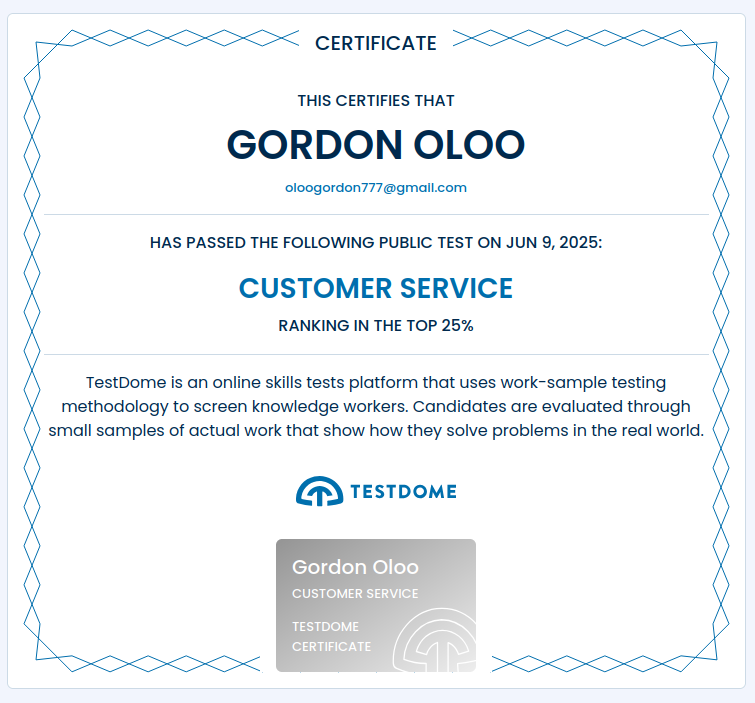 CERTIFICATE
THIS CERTIFIES THAT
GORDON OLOO
oloogordon777@gmail.com
HAS PASSED THE FOLLOWING PUBLIC TEST ON JUN 9, 2025:
CUSTOMER SERVICE
RANKING IN THE TOP 25%
TestDome is an online skills tests platform that uses work-sample testing
methodology to screen knowledge workers. Candidates are evaluated through
small samples of actual work that show how they solve problems in the real world.
TESTDOME
Gordon Oloo
CUSTOMER SERVICE
TESTDOME
CERTIFICATE